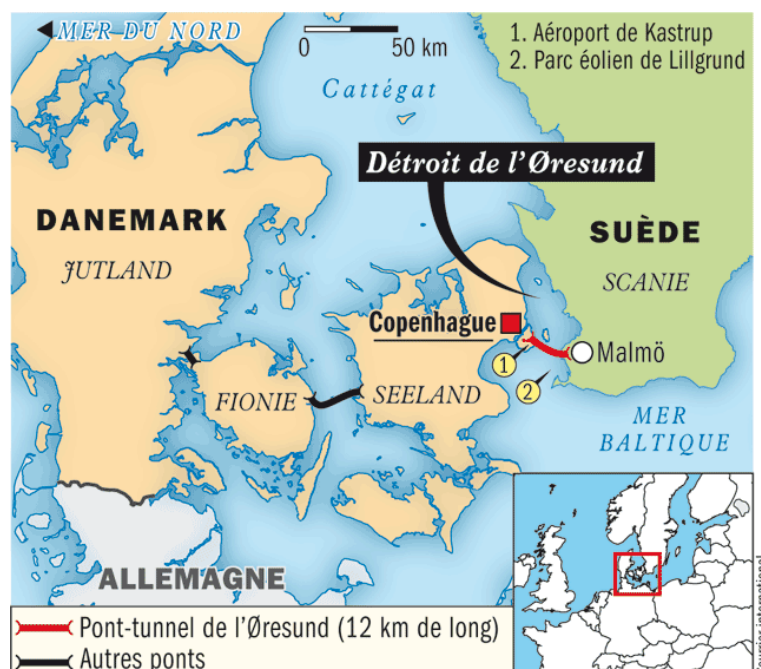 MER DU NORD
0 50 km
1. Aéroport de Kastrup
2. Parc éolien de Lillgrund
Cattégat
Détroit de l'Øresund
DANEMARK
JUTLAND
SUÈDE
SCANIE
Copenhague
1
Malmö
FIONIE
SEELAND
2
MER
BALTIQUE
ALLEMAGNE
Pont-tunnel de l'Øresund (12 km de long)
Autres ponts
international